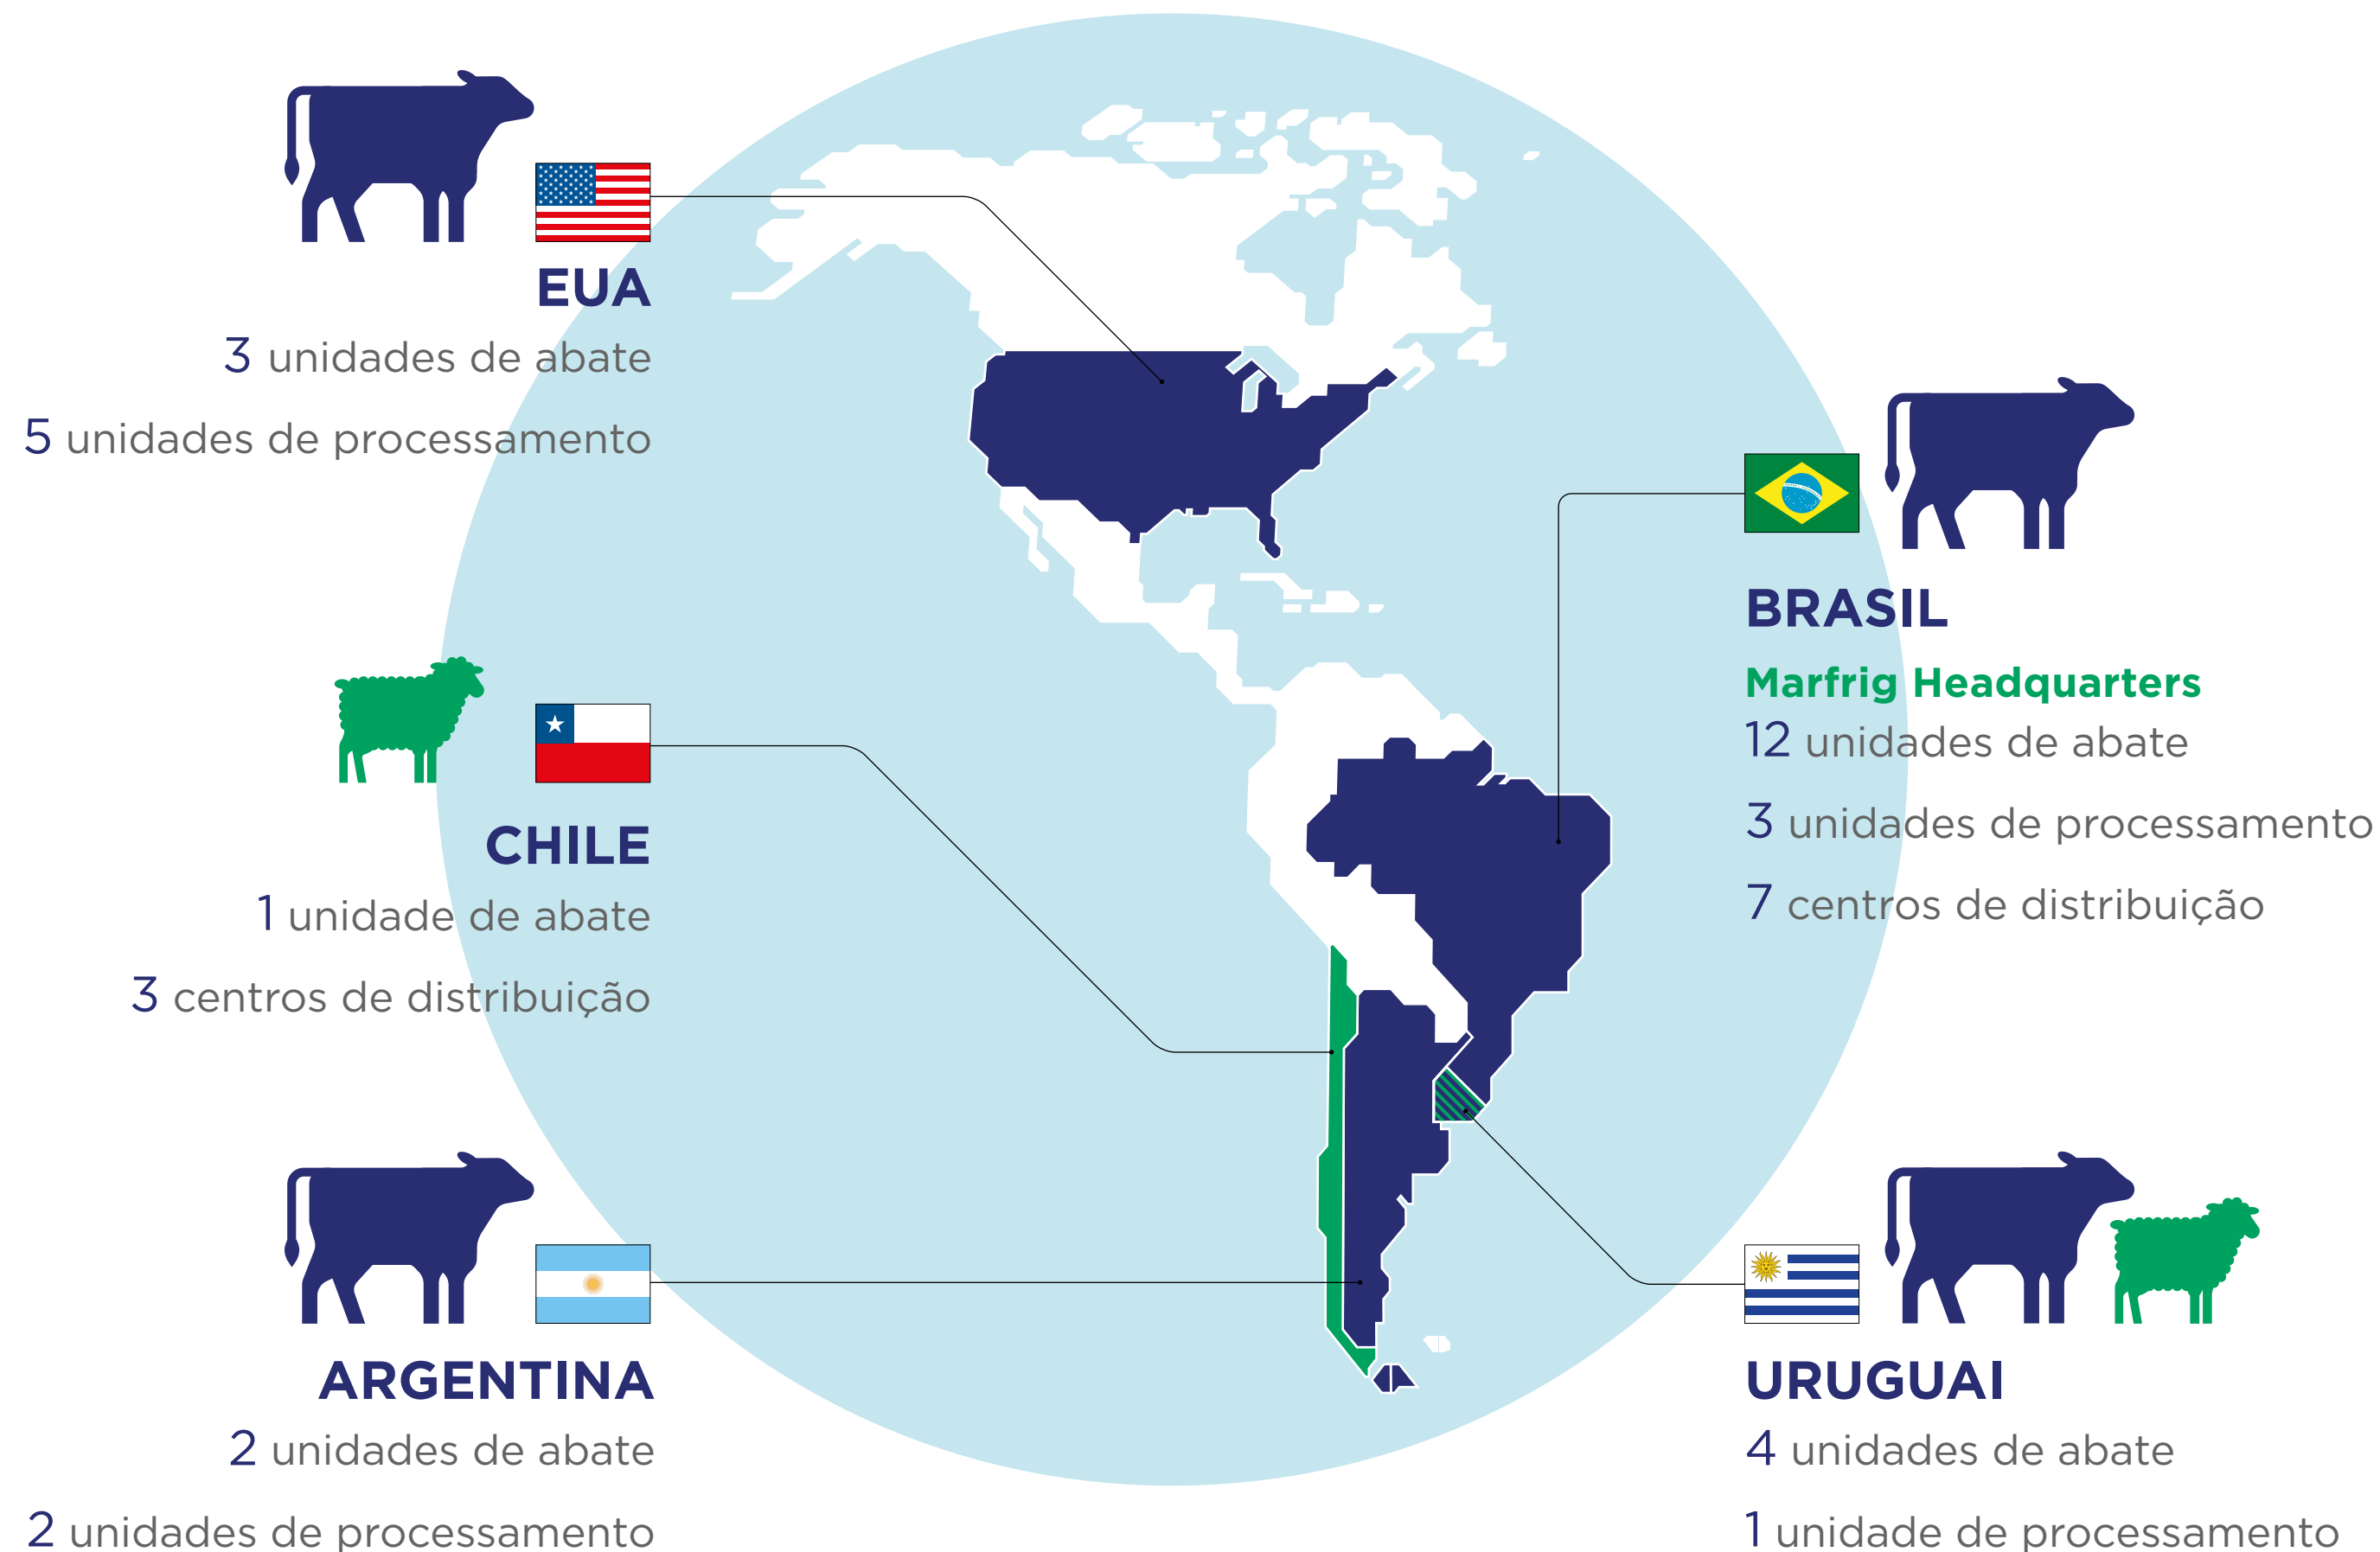 EUA
3 unidades de abate
5 unidades de processamento
CHILE
1 unidade de abate
3 centros de distribuição
ARGENTINA
2 unidades de abate
2 unidades de processamento
BRASIL
Marfrig Headquarters
12 unidades de abate
3 unidades de processamento
7 centros de distribuição
URUGUAI
4 unidades de abate
1 unidade de processamento